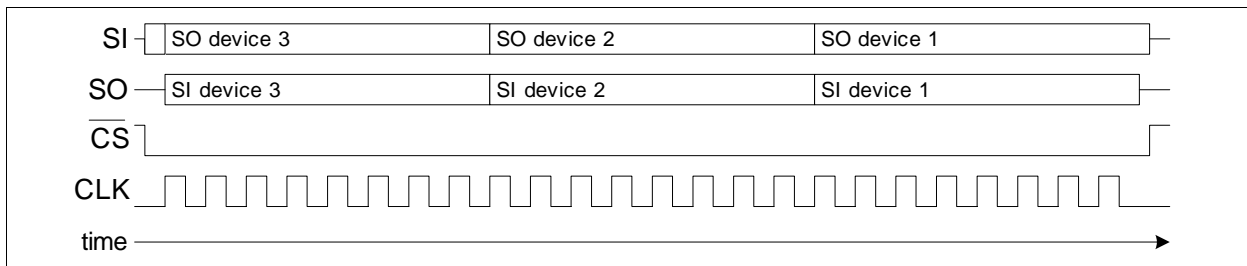 SI SO device 3 SO device 2 SO device 1
SO SI device 3 SI device 2 SI device 1
CS
CLK
time